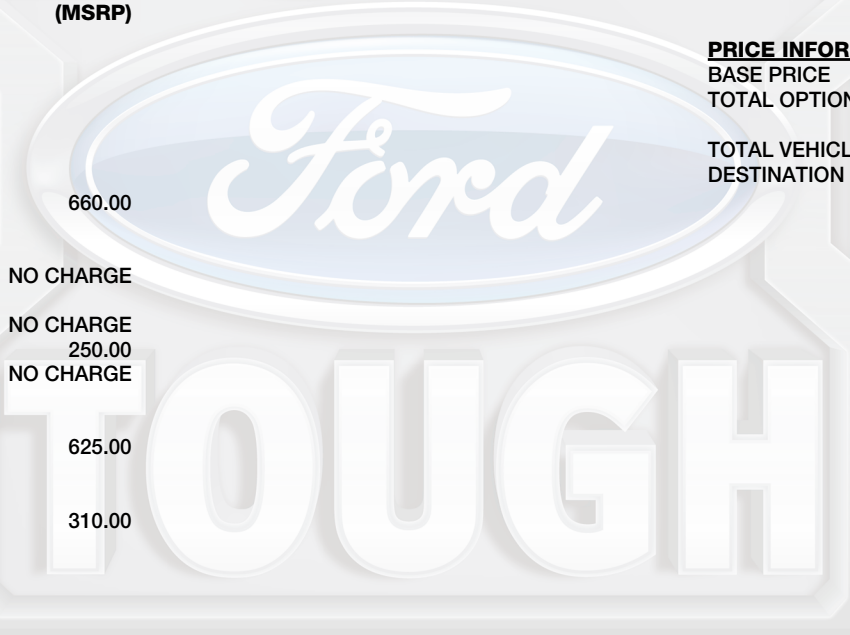 (MSRP)
660.00
NO CHARGE
NO CHARGE
250.00
NO CHARGE
625.00
310.00
PRICE INFOR
BASE PRICE
TOTAL OPTION
TOTAL VEHICL
DESTINATION
Ford
TOUGH